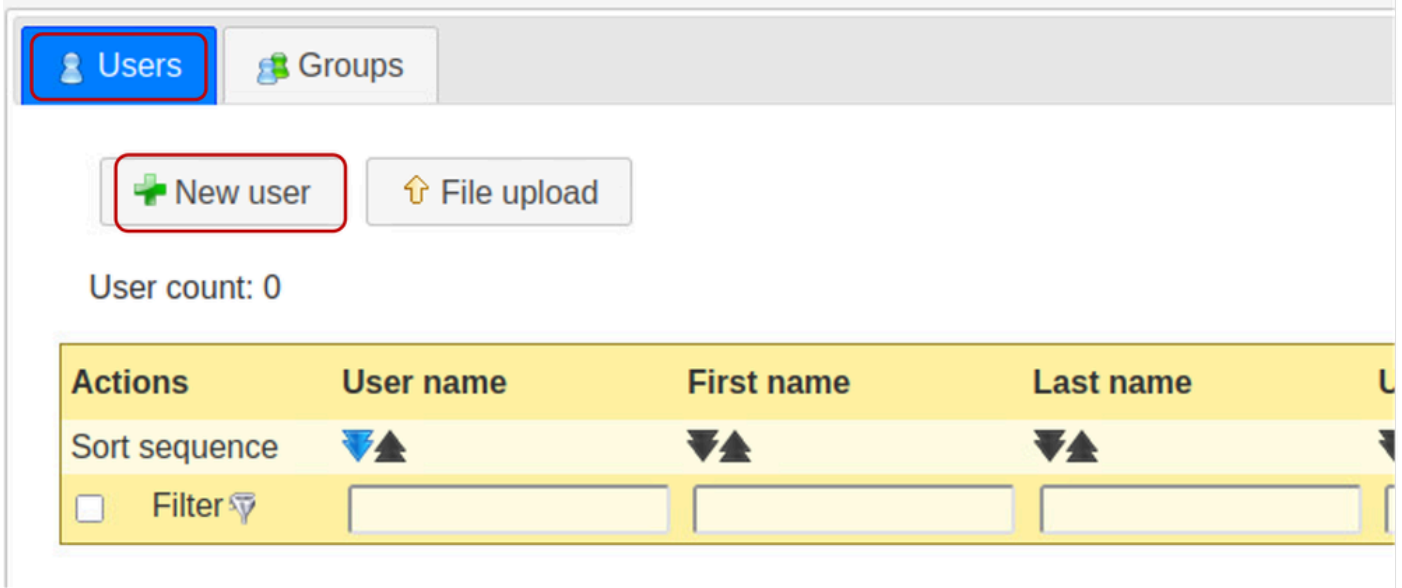 Users Groups
New user File upload
User count: 0
Actions User name First name Last name
Sort sequence
Filter